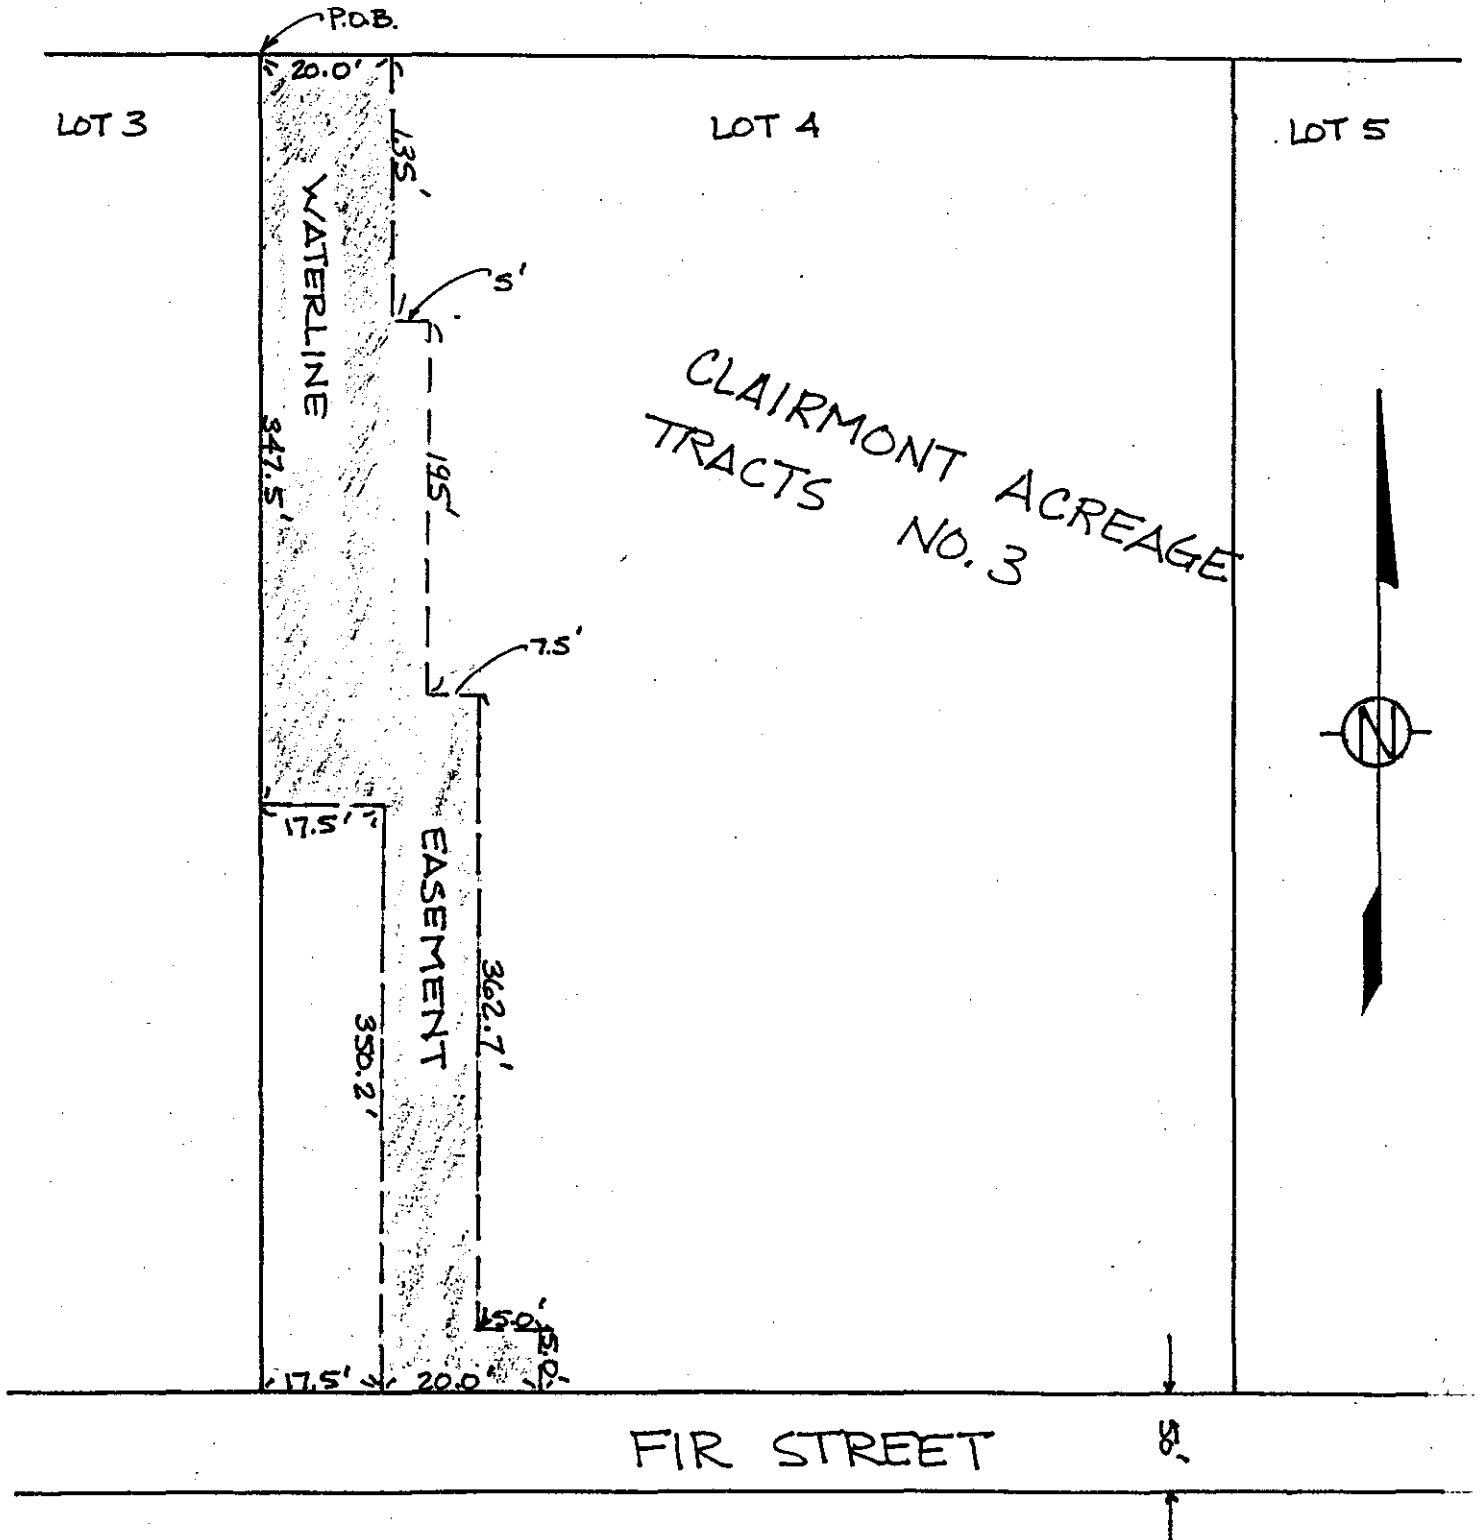 P.O.B.
20.0'
LOT 3
LOT 4
LOT 5
135'
WATERLINE
5'
CLAIRMONT ACREAGE
TRACTS NO. 3
347.5'
195'
7.5'
N
17.5'
EASEMENT
362.7'
350.2'
5.0'
5.0'
17.5'
20.0'
FIR STREET